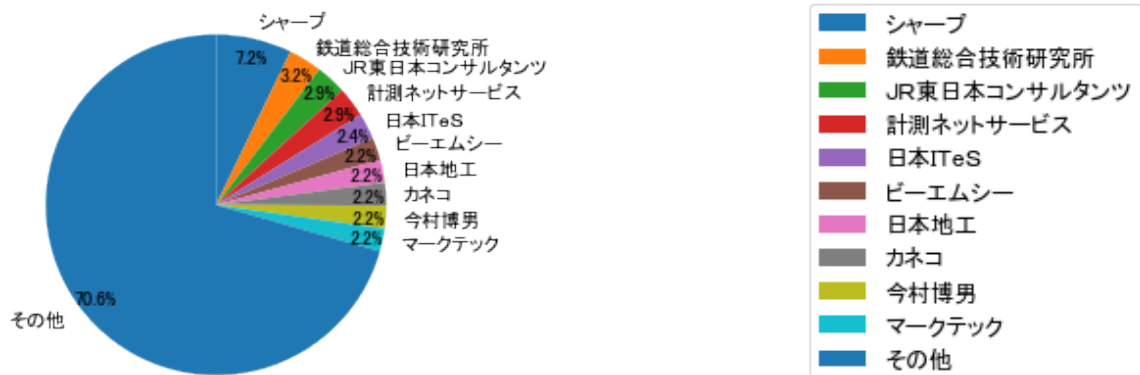 シャープ
7.2%
鉄道総合技術研究所
3.2%
JR東日本コンサルタンツ
2.9%
計測ネットサービス
2.9%
日本ITeS
2.4%
ビーエムシー
2.2%
日本地工
2.2%
カネコ
2.2%
今村博男
2.2%
マークテック
2.2%
70.6%
その他
シャープ
鉄道総合技術研究所
JR東日本コンサルタンツ
計測ネットサービス
日本ITeS
ビーエムシー
日本地工
カネコ
今村博男
マークテック
その他